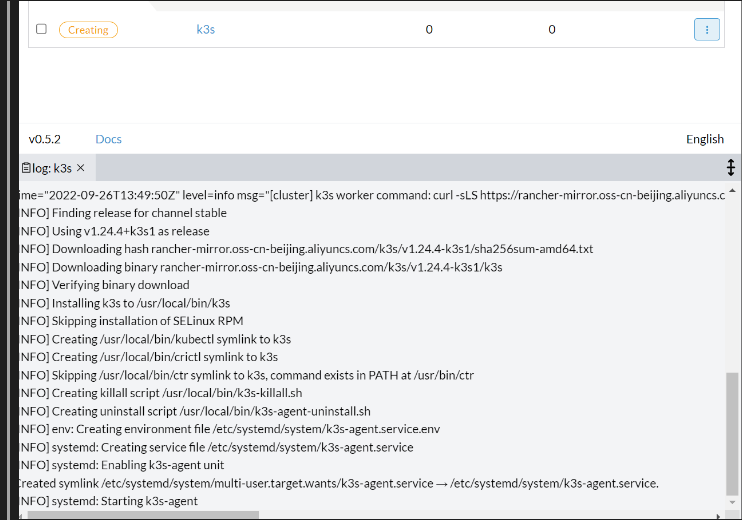 Creating k3s 0 0
v0.5.2 Docs English
log: k3s
ime="2022-09-26T13:49:50Z" level=info msg="[cluster] k3s worker command: curl -sLS https://rancher-mirror.oss-cn-beijing.aliyuncs.c
NFO] Finding release for channel stable
NFO] Using v1.24.4+k3s1 as release
NFO] Downloading hash rancher-mirror.oss-cn-beijing.aliyuncs.com/k3s/v1.24.4-k3s1/sha256sum-amd64.txt
NFO] Downloading binary rancher-mirror.oss-cn-beijing.aliyuncs.com/k3s/v1.24.4-k3s1/k3s
NFO] Verifying binary download
NFO] Installing k3s to /usr/local/bin/k3s
NFO] Skipping installation of SELinux RPM
NFO] Creating /usr/local/bin/kubectl symlink to k3s
NFO] Creating /usr/local/bin/crictl symlink to k3s
NFO] Skipping /usr/local/bin/ctr symlink to k3s, command exists in PATH at /usr/bin/ctr
NFO] Creating killall script /usr/local/bin/k3s-killall.sh
NFO] Creating uninstall script /usr/local/bin/k3s-agent-uninstall.sh
NFO] env: Creating environment file /etc/systemd/system/k3s-agent.service.env
NFO] systemd: Creating service file /etc/systemd/system/k3s-agent.service
NFO] systemd: Enabling k3s-agent unit
reated symlink /etc/systemd/system/multi-user.target.wants/k3s-agent.service → /etc/systemd/system/k3s-agent.service.
NFO] systemd: Starting k3s-agent